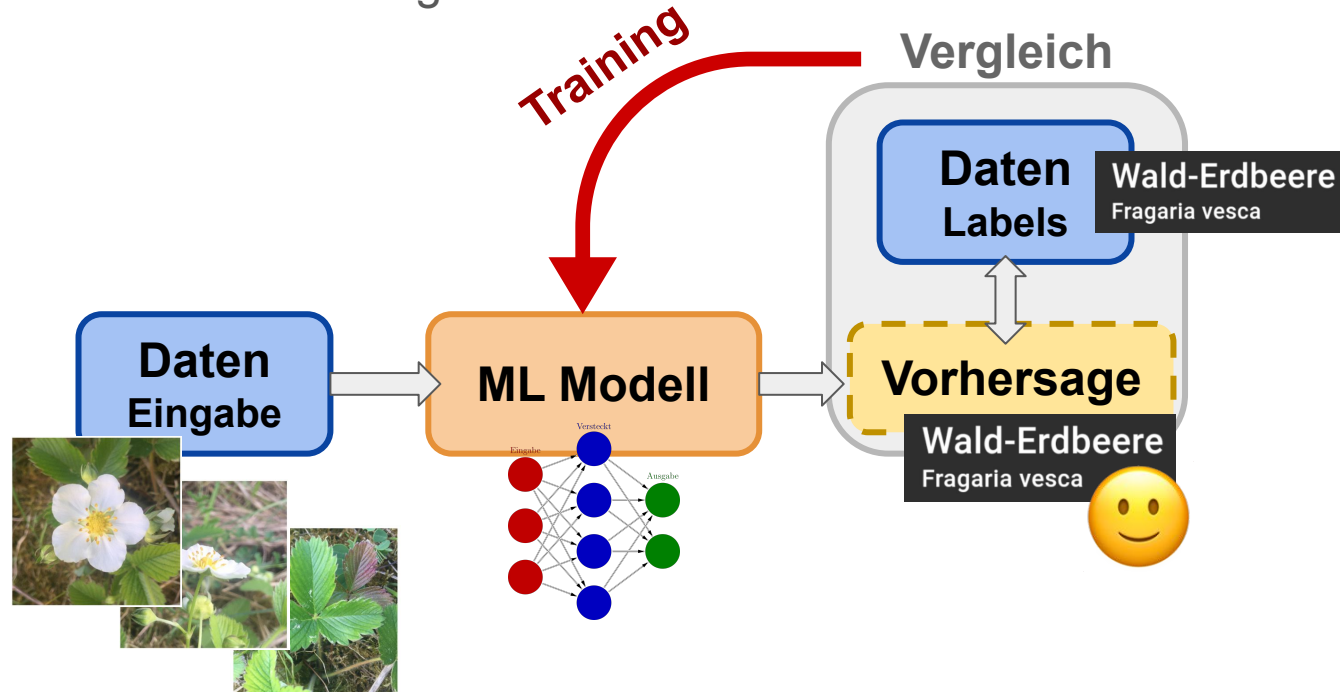 Training
Vergleich
Daten
Labels
Wald-Erdbeere
Fragaria vesca
Daten
Eingabe
ML Modell
Vorhersage
Wald-Erdbeere
Fragaria vesca
Eingabe
Versteckt
Ausgabe